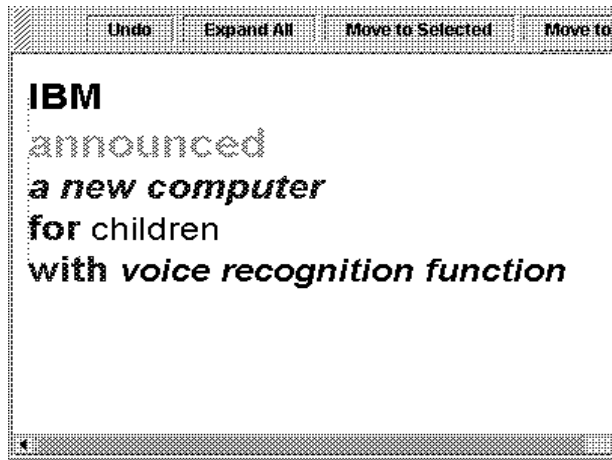 Undo Expand All Move to Selected Move to
IBM
announced
a new computer
for children
with voice recognition function